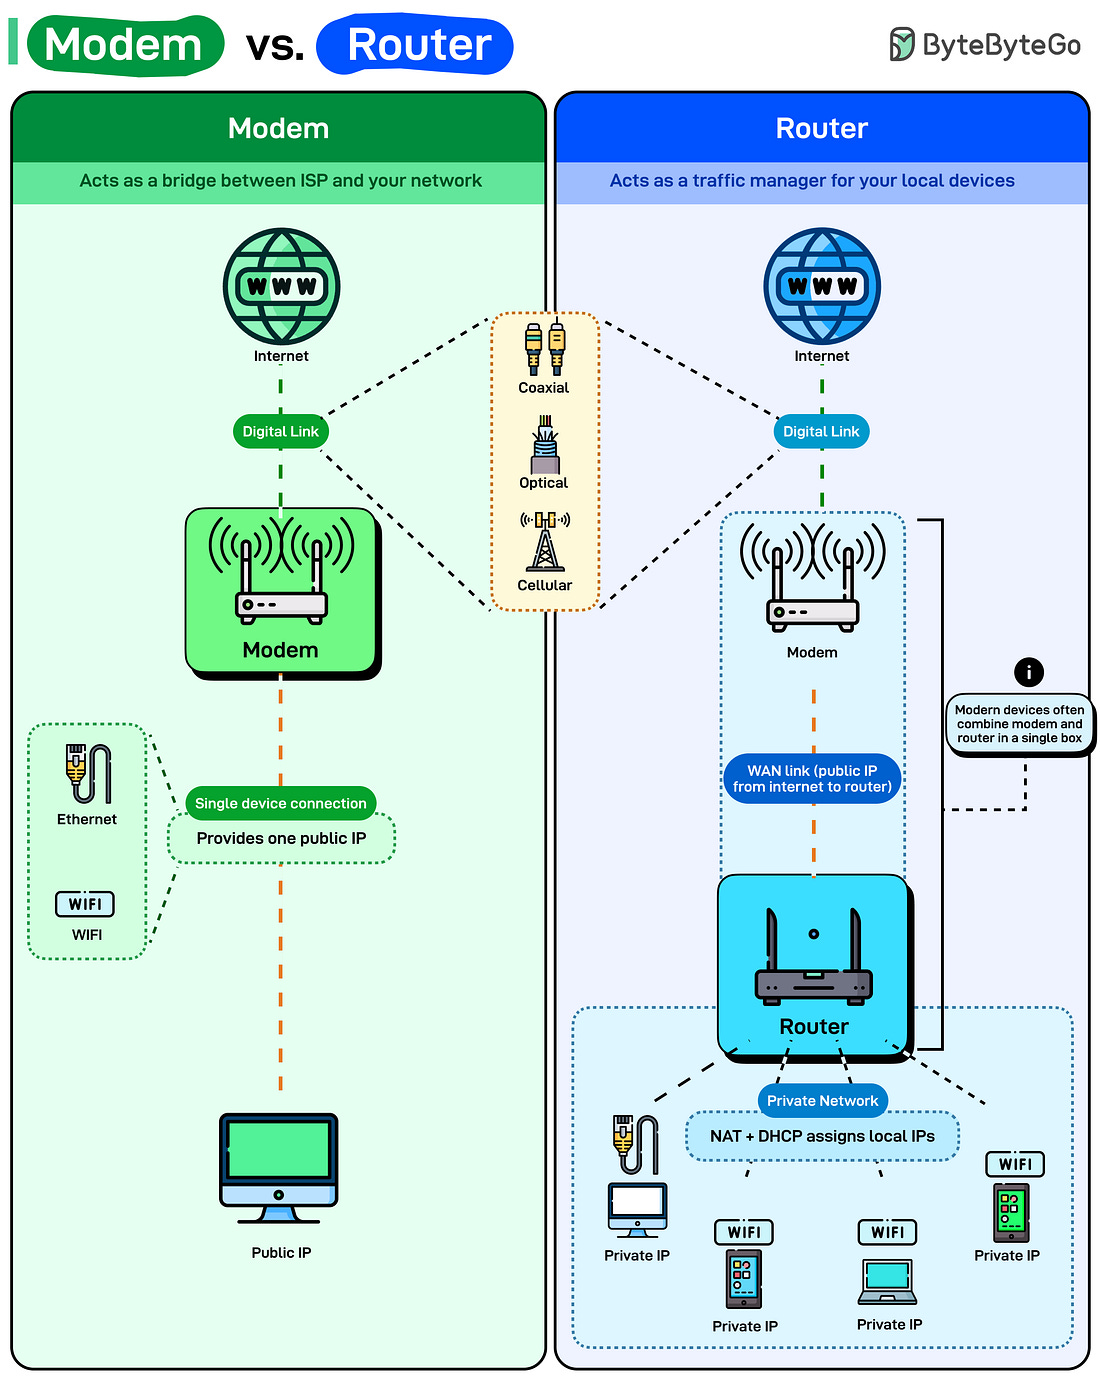 Modem vs. Router
ByteByteGo
Modem
Acts as a bridge between ISP and your network
WWW
Internet
Digital Link
Modem
Ethernet
WIFI
WIFI
Single device connection
Provides one public IP
Public IP
Coaxial
Optical
Cellular
Router
Acts as a traffic manager for your local devices
WWW
Internet
Digital Link
Modem
i
Modern devices often
combine modem and
router in a single box
WAN link (public IP
from internet to router)
Router
Private Network
NAT + DHCP assigns local IPs
Private IP
WIFI
Private IP
WIFI
Private IP
WIFI
Private IP